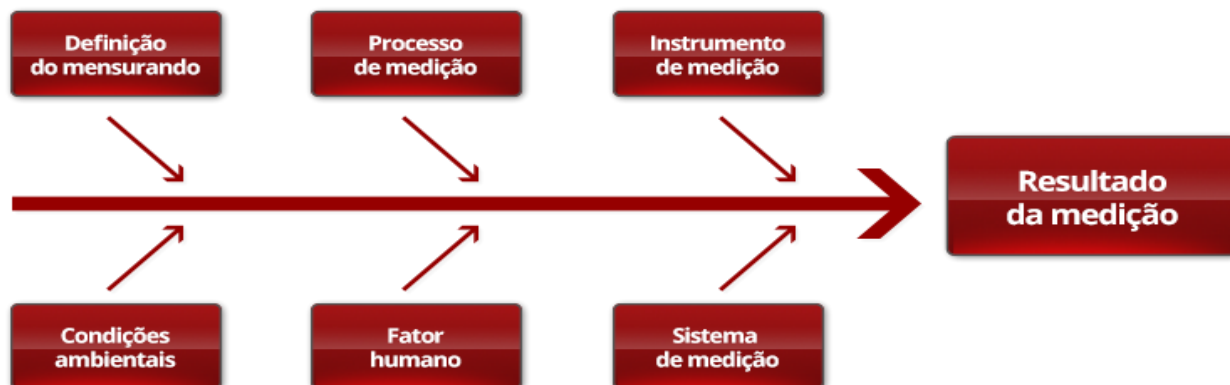 Definição
do mensurando
Processo
de medição
Instrumento
de medição
Resultado
da medição
Condições
ambientais
Fator
humano
Sistema
de medição